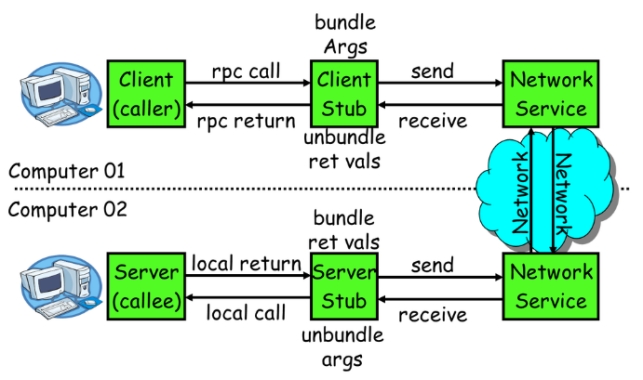 bundle
Args
Client
(caller)
rpc call
rpc return
Client
Stub
send
receive
Network
Service
unbundle
ret vals
Computer 01
Network
Network
Computer 02
bundle
ret vals
Server
(callee)
local return
local call
Server
Stub
send
receive
Network
Service
unbundle
args